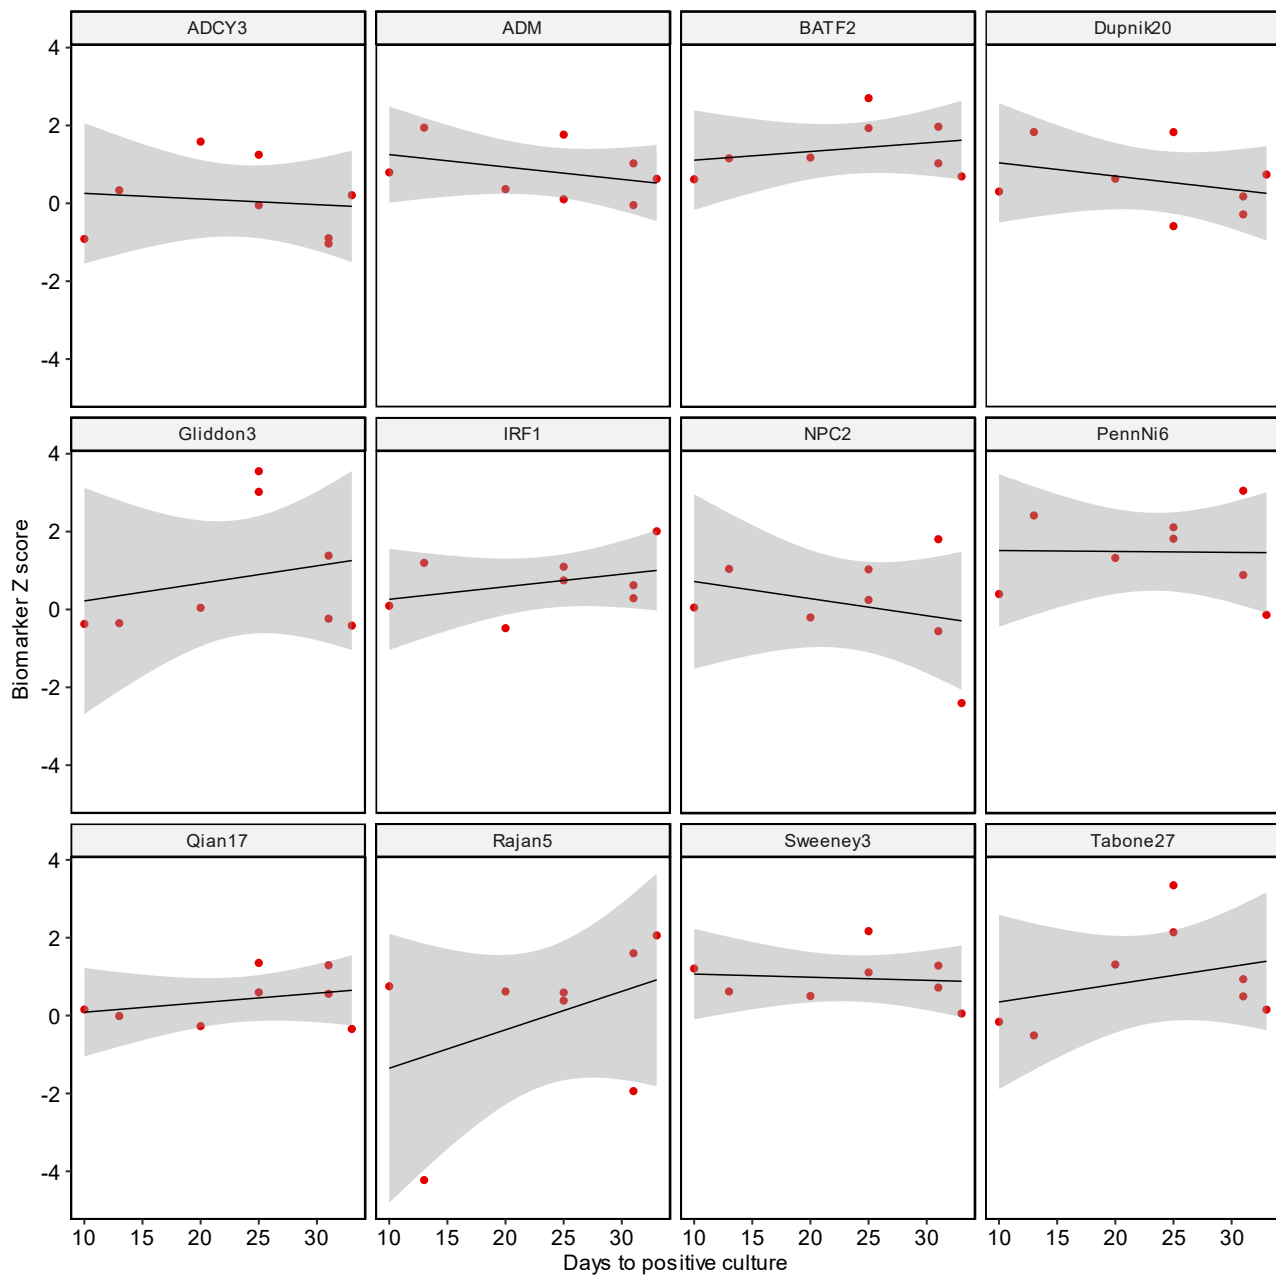 ADCY3 ADM BATF2 Dupnik20
4
2
0
-2
-4
Gliddon3 IRF1 NPC2 PennNi6
4
2
0
-2
-4
Biomarker Z score
Qian17 Rajan5 Sweeney3 Tabone27
4
2
0
-2
-4
10 15 20 25 30 10 15 20 25 30 10 15 20 25 30 10 15 20 25 30
Days to positive culture